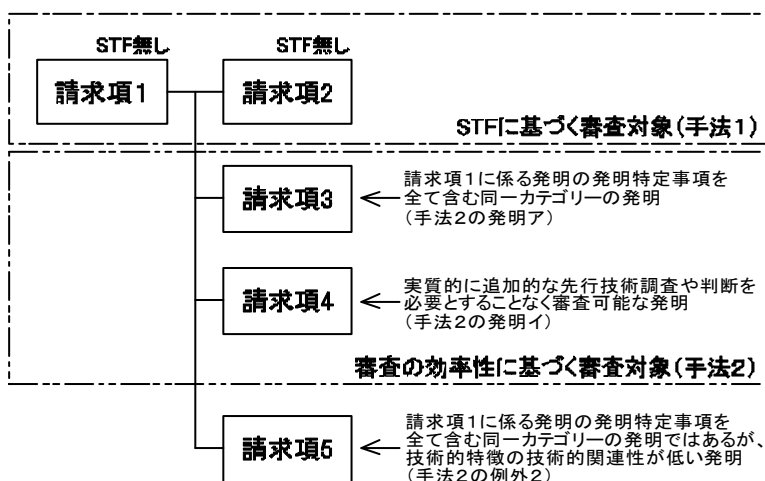 STF無し
STF無し
請求項1
請求項2
STFに基づく審査対象(手法1)
請求項3
請求項1に係る発明の発明特定事項を
全て含む同一カテゴリーの発明
(手法2の発明ア)
請求項4
実質的に追加的な先行技術調査や判断を
必要とすることなく審査可能な発明
(手法2の発明イ)
審査の効率性に基づく審査対象(手法2)
請求項5
請求項1に係る発明の発明特定事項を
全て含む同一カテゴリーの発明ではあるが、
技術的特徴の技術的関連性が低い発明
(手法2の例外2)